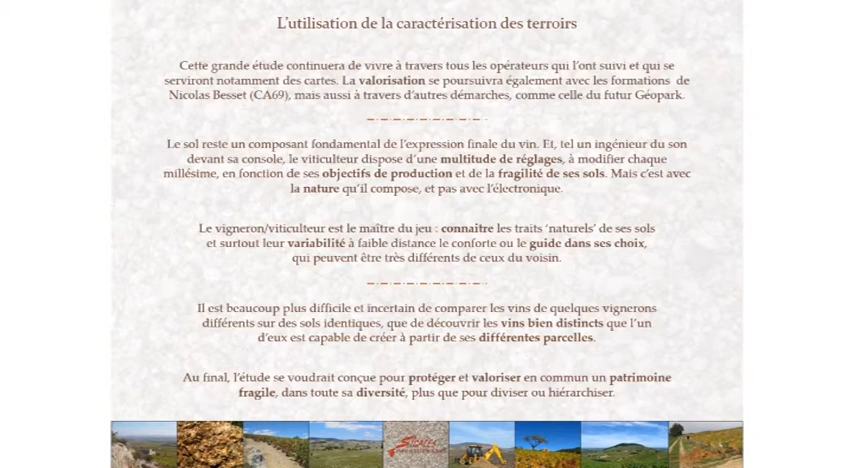 L'utilisation de la caractérisation des terroirs
Cette grande étude continuera de vivre à travers tous les opérateurs qui l'ont suivi et qui se
serviront notamment des cartes. La valorisation se poursuivra également avec les formations de
Nicolas Besset (CA69), mais aussi à travers d'autres démarches, comme celle du futur Géopark.
Le sol reste un composant fondamental de l'expression finale du vin. Et, tel un ingénieur du son
devant sa console, le viticulteur dispose d'une multitude de réglages, à modifier chaque
millésime, en fonction de ses objectifs de production et de la fragilité de ses sols. Mais c'est avec
la nature qu'il compose, et pas avec l'électronique.
Le vigneron/viticulteur est le maître du jeu : connaitre les traits 'naturels' de ses sols
et surtout leur variabilité à faible distance le conforte ou le guide dans ses choix,
qui peuvent être très différents de ceux du voisin.
Il est beaucoup plus difficile et incertain de comparer les vins de quelques vignerons
différents sur des sols identiques, que de découvrir les vins bien distincts que l'un
d'eux est capable de créer à partir de ses différentes parcelles.
Au final, l'étude se voudrait conçue pour protéger et valoriser en commun un patrimoine
fragile, dans toute sa diversité, plus que pour diviser ou hiérarchiser.